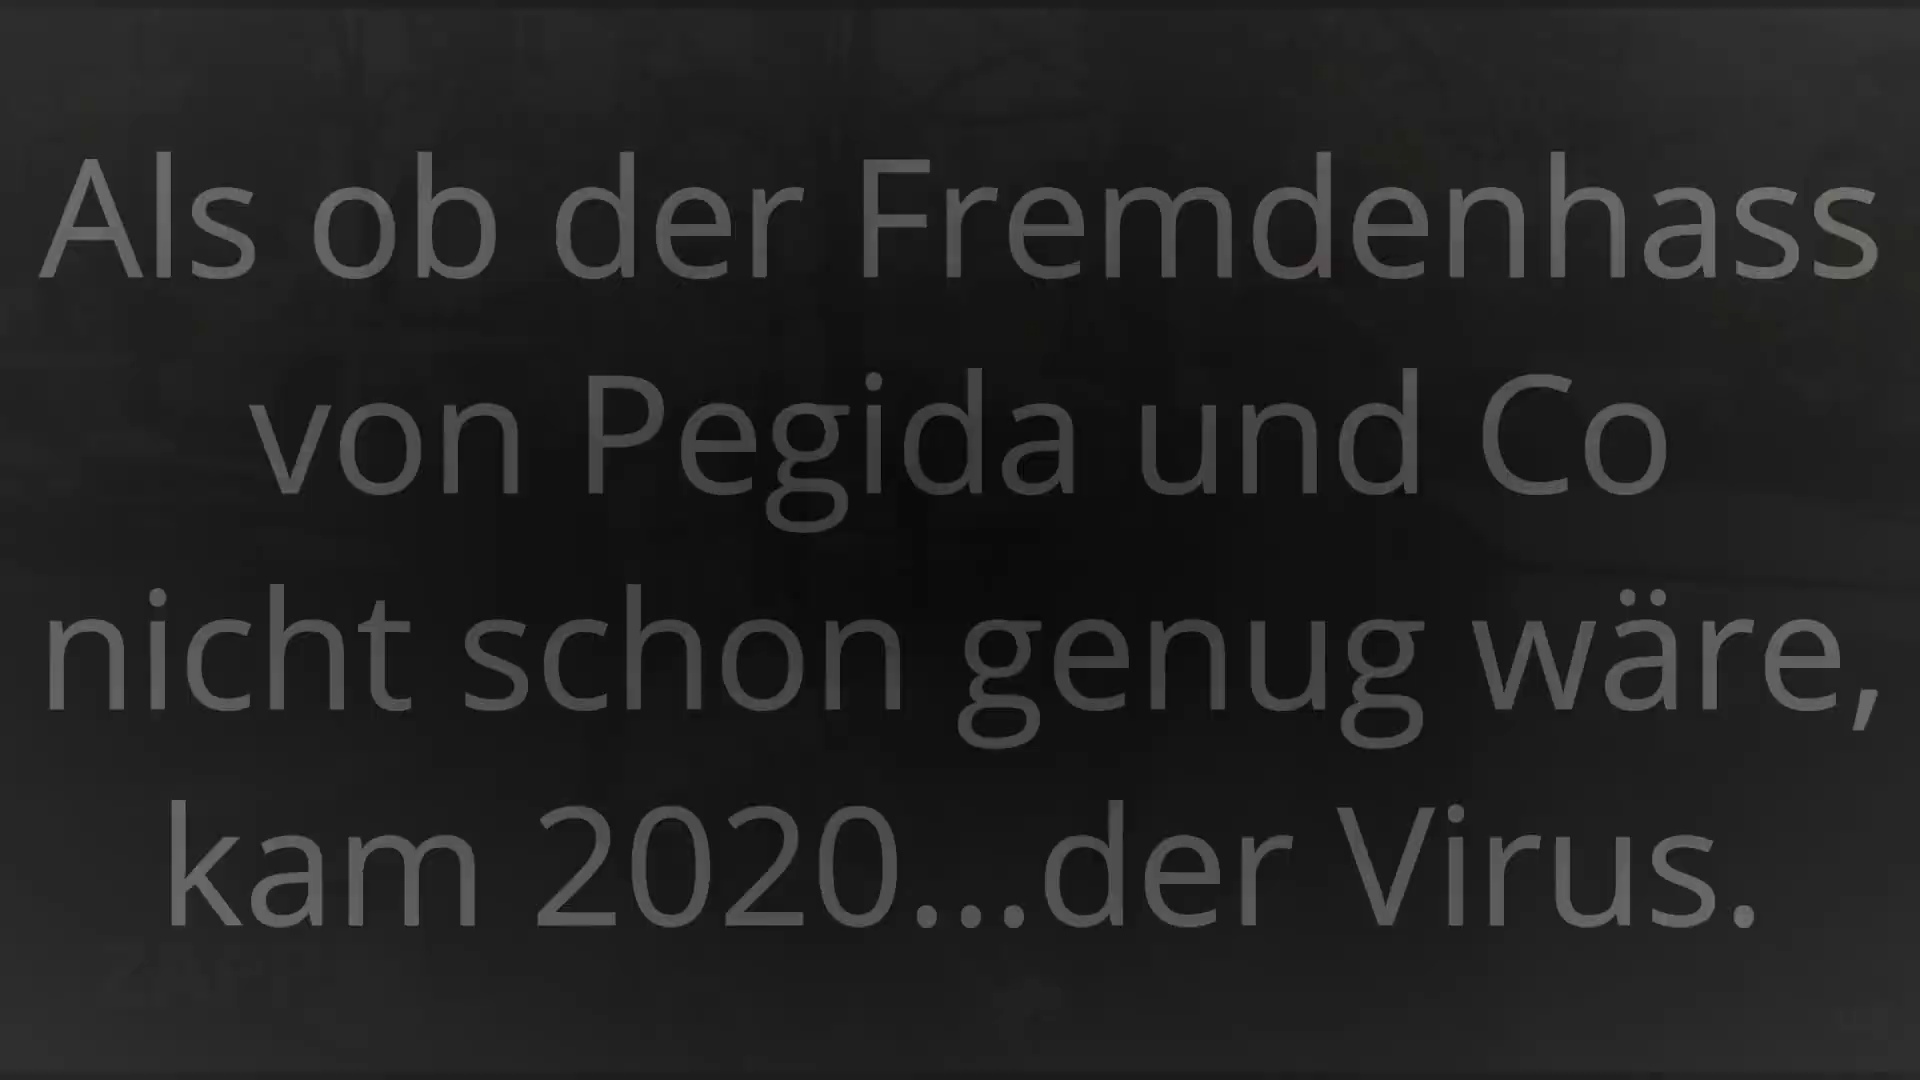 Als ob der Fremdenhass
von Pegida und Co
nicht schon genug wäre,
kam 2020...der Virus.